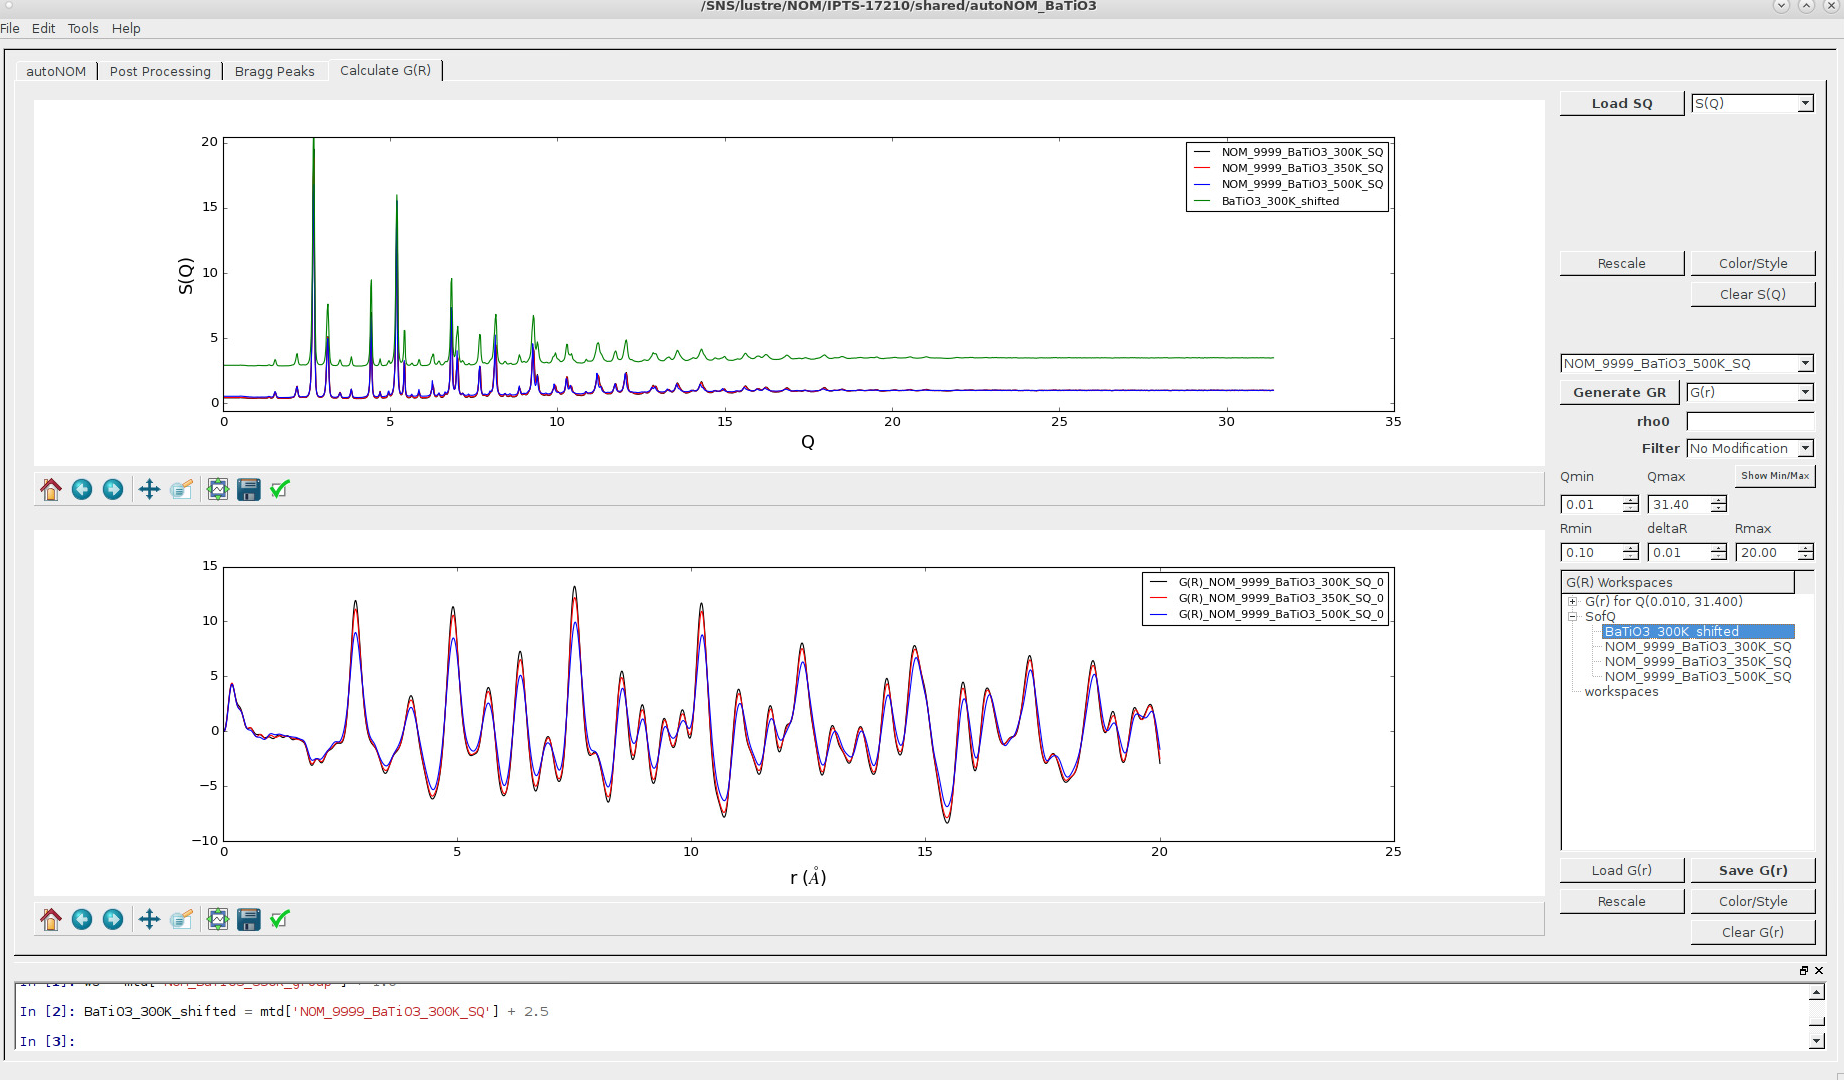 /SNS/lustre/NOM/IPTS-17210/shared/autoNOM_BaTiO3
File Edit Tools Help
autoNOM Post Processing Bragg Peaks Calculate G(R)
Load SQ S(Q)
20
15
10
5
0
S(Q)
NOM_9999_BaTiO3_300K_SQ
NOM_9999_BaTiO3_350K_SQ
NOM_9999_BaTiO3_500K_SQ
BaTiO3_300K_shifted
0 5 10 15 20 25 30 35
Q
Rescale Color/Style
Clear S(Q)
NOM_9999_BaTiO3_500K_SQ
Generate GR G(r)
rho0
Filter No Modification
Qmin Qmax Show Min/Max
0.01 31.40
Rmin deltaR Rmax
0.10 0.01 20.00
15
10
5
0
−5
−10
G(R)_NOM_9999_BaTiO3_300K_SQ_0
G(R)_NOM_9999_BaTiO3_350K_SQ_0
G(R)_NOM_9999_BaTiO3_500K_SQ_0
0 5 10 15 20 25
r (Å)
G(R) Workspaces
G(r) for Q(0.010, 31.400)
SofQ
BaTiO3_300K_shifted
NOM_9999_BaTiO3_300K_SQ
NOM_9999_BaTiO3_350K_SQ
NOM_9999_BaTiO3_500K_SQ
workspaces
Load G(r) Save G(r)
Rescale Color/Style
Clear G(r)
In [2]: BaTiO3_300K_shifted = mtd['NOM_9999_BaTiO3_300K_SQ'] + 2.5
In [3]: